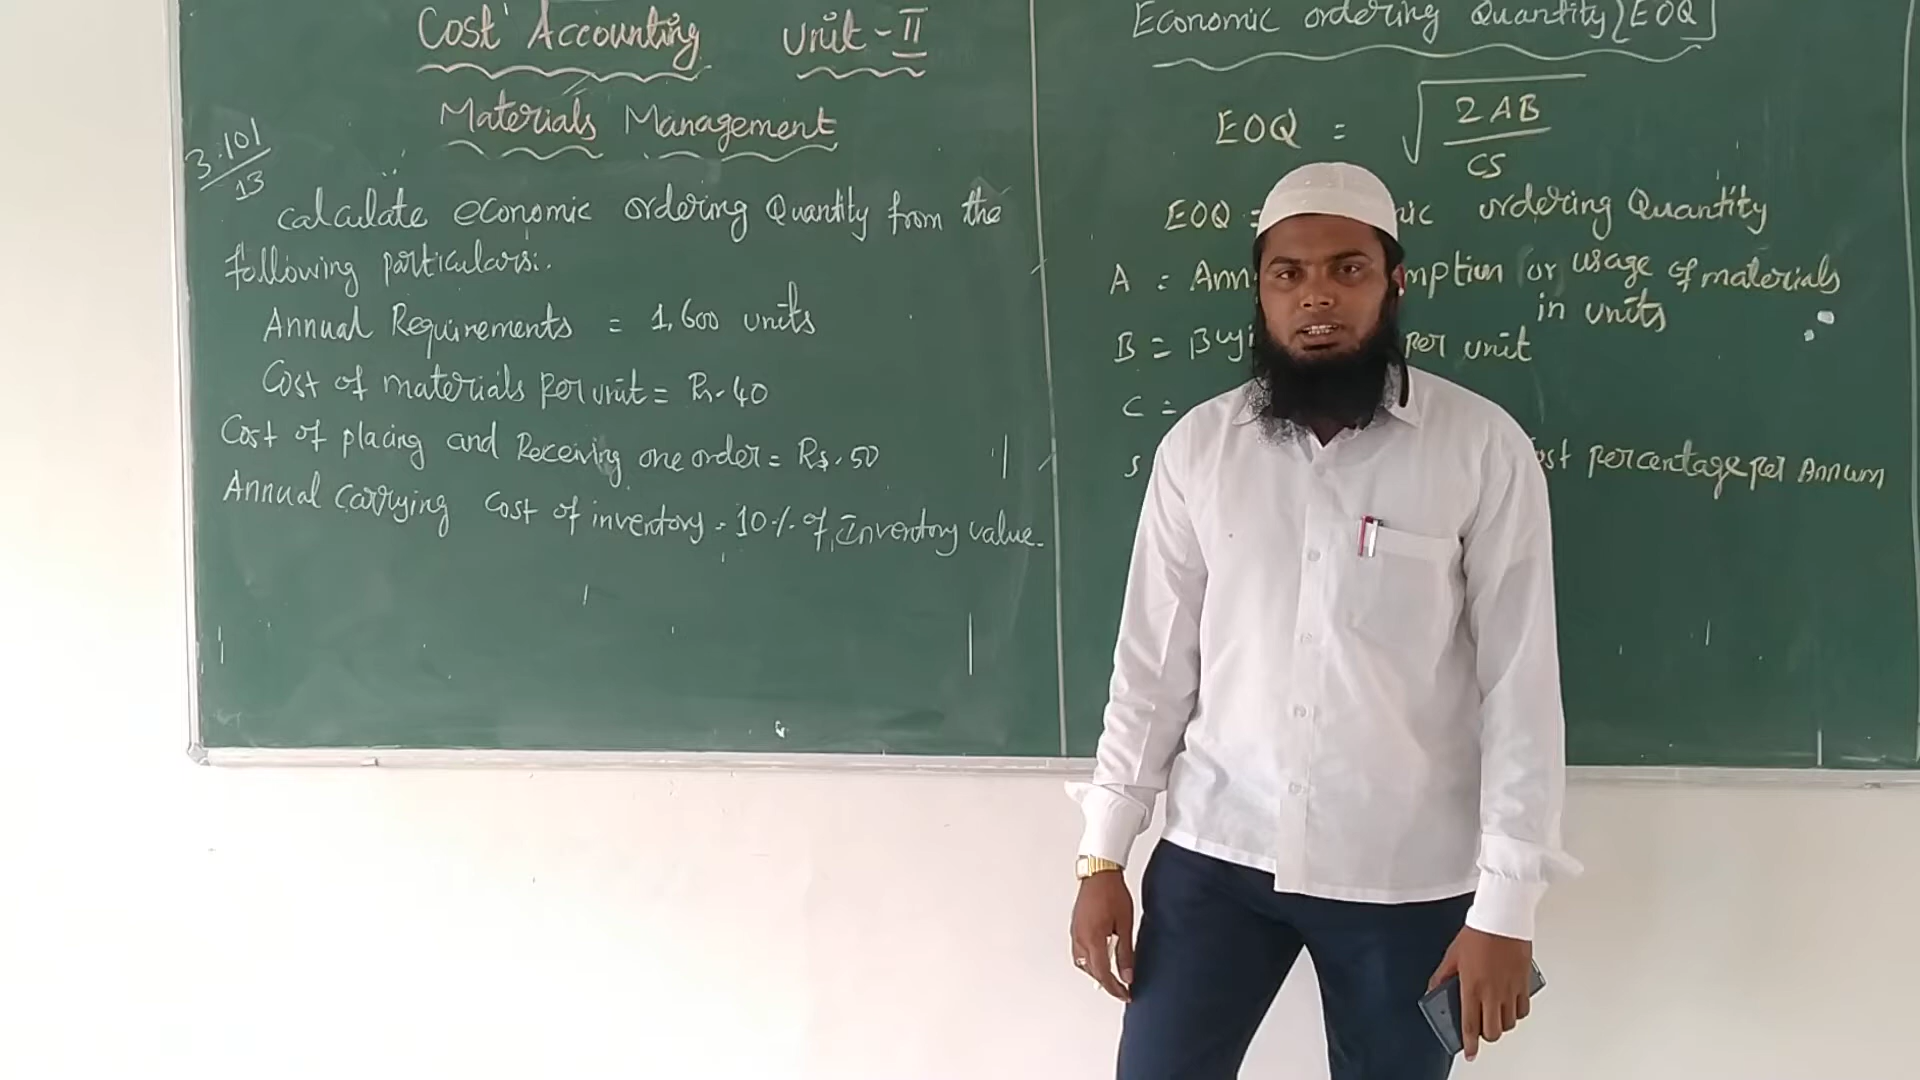 Cost Accounting Unit - II
Materials Management
3.101
13
Calculate economic ordering Quantity from the
following particulars:.
Annual Requirements = 1,600 units
Cost of materials per unit = Rs. 40
Cost of placing and Receiving one order = Rs. 50
Annual Carrying Cost of inventory = 10% of Inventory value.
Economic ordering Quantity [EOQ]
EOQ = √ 2AB
CS
EOQ = ordering Quantity
A = or usage of materials
in units
B = per unit
C =
S percentage per Annum